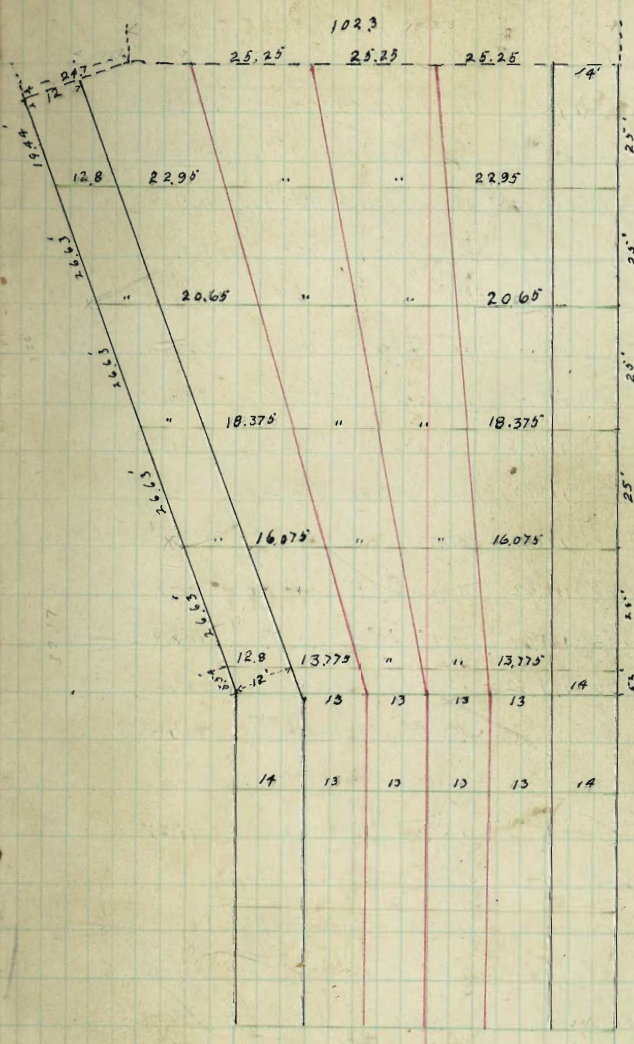 1023
24.7 25.25 25.25 25.25 14'
12
19.44' 25'
12.8 22.95 " " 22.95
26.63' 25'
" 20.65 " " 20.65
26.63' 25'
" 18.375 " " 18.375
26.63' 25'
" 16.075 " " 16.075
26.63' 25'
12.8 13.775 " " 13.775
12' 14
13 13 13 13
14 13 13 13 13 14